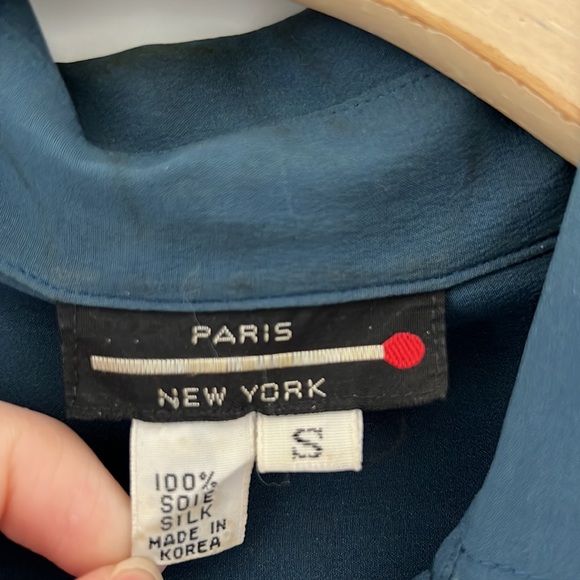 PARIS
NEW YORK
S
100%
SOIE
SILK
MADE IN
KOREA